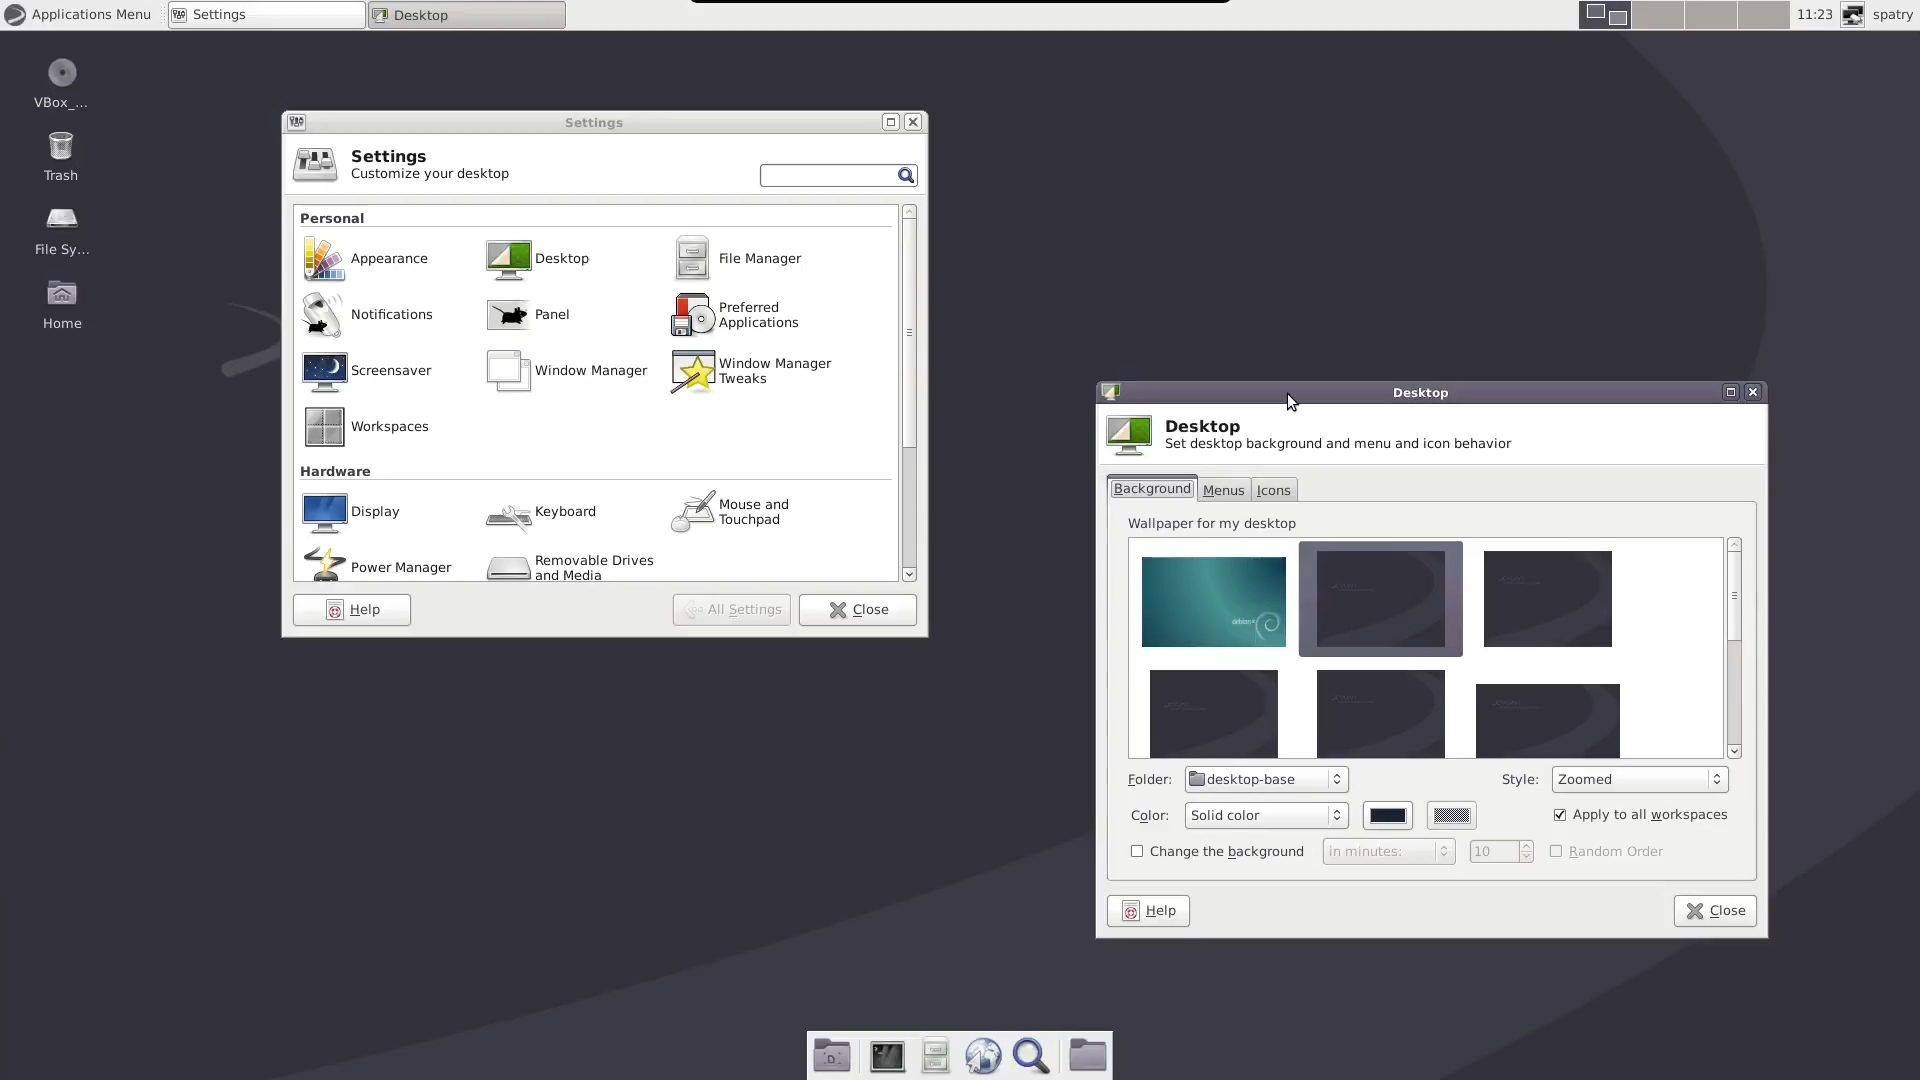 Applications Menu
Settings
Desktop
11:23
spatry
VBox_...
Trash
File Sy...
Home
Settings
Settings
Customize your desktop
Personal
Appearance
Desktop
File Manager
Notifications
Panel
Preferred
Applications
Screensaver
Window Manager
Window Manager
Tweaks
Workspaces
Hardware
Display
Keyboard
Mouse and
Touchpad
Power Manager
Removable Drives
and Media
Help
All Settings
Close
Desktop
Desktop
Set desktop background and menu and icon behavior
Background
Menus
Icons
Wallpaper for my desktop
debian
Folder:
desktop-base
Style:
Zoomed
Color:
Solid color
Apply to all workspaces
Change the background
in minutes:
10
Random Order
Help
Close